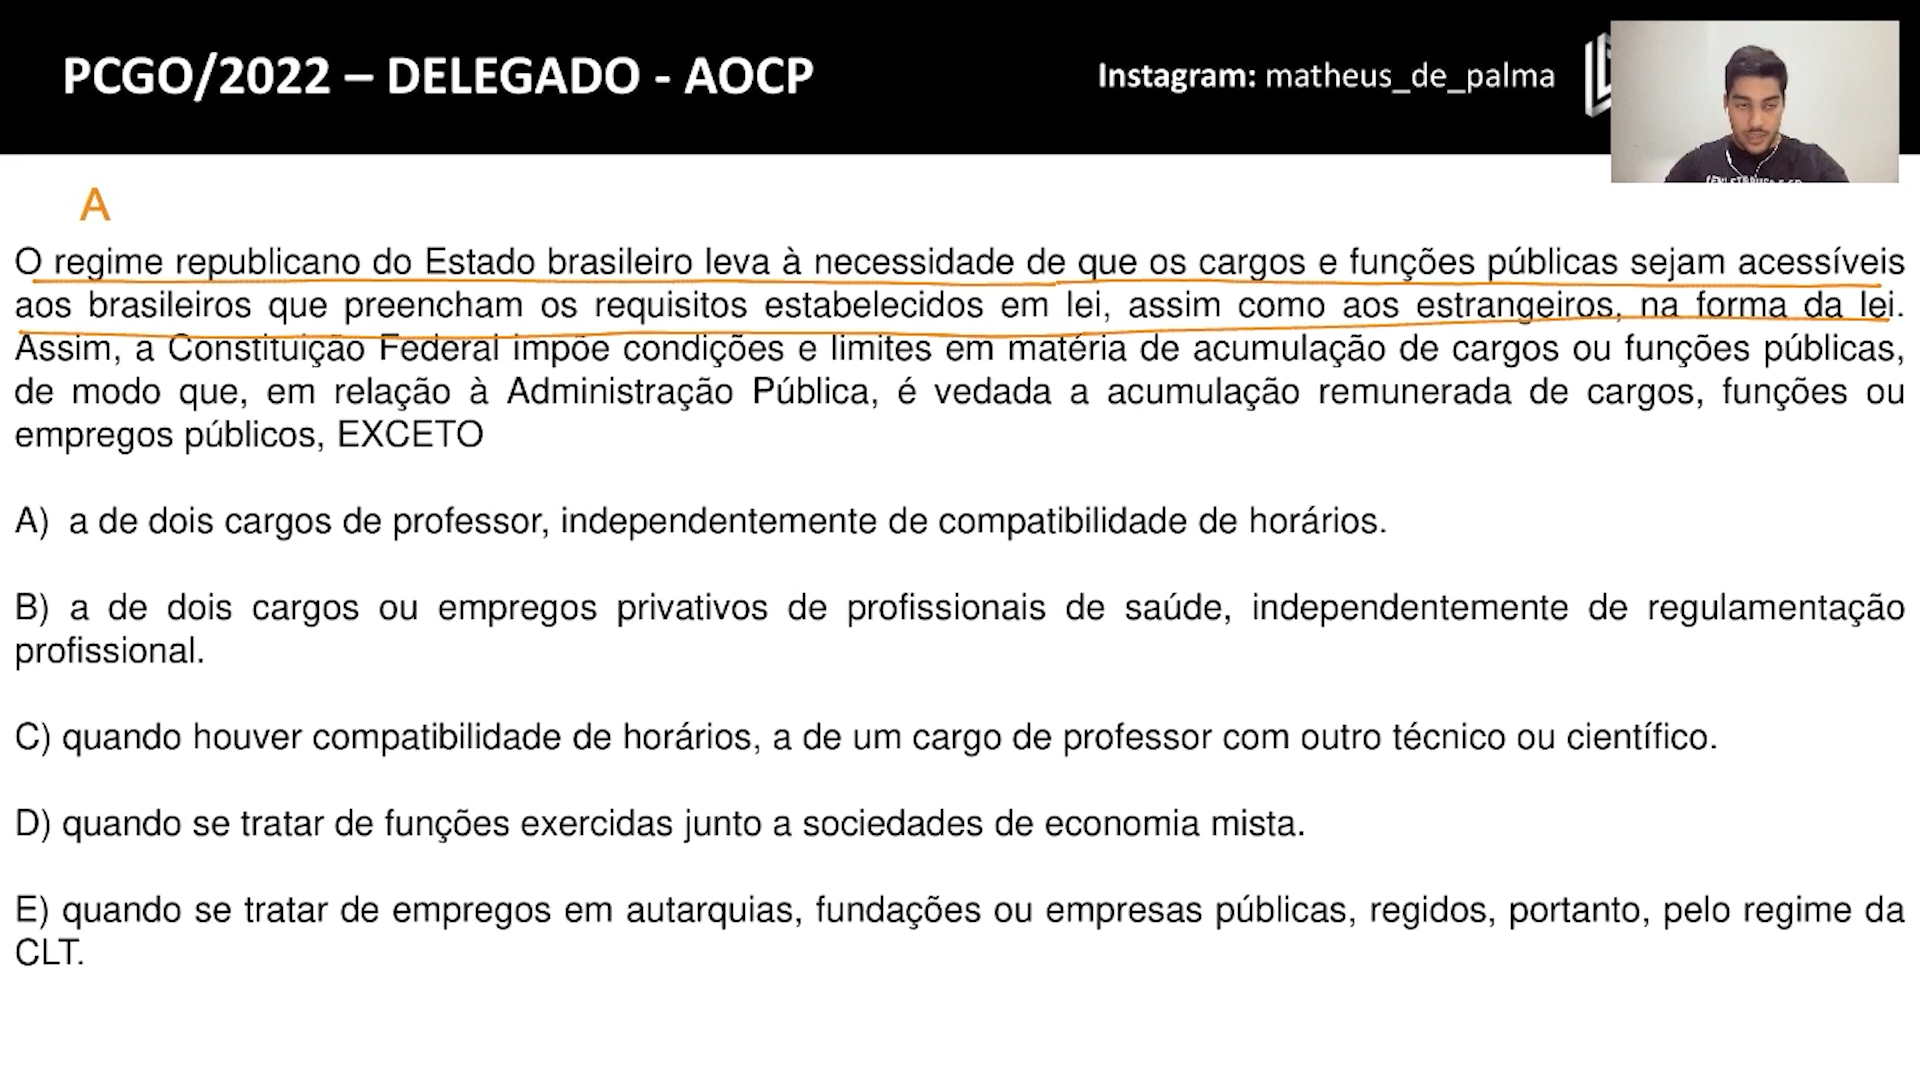 PCGO/2022 – DELEGADO - AOCP
Instagram: matheus_de_palma
A
O regime republicano do Estado brasileiro leva à necessidade de que os cargos e funções públicas sejam acessíveis
aos brasileiros que preencham os requisitos estabelecidos em lei, assim como aos estrangeiros, na forma da lei.
Assim, a Constituição Federal impõe condições e limites em matéria de acumulação de cargos ou funções públicas,
de modo que, em relação à Administração Pública, é vedada a acumulação remunerada de cargos, funções ou
empregos públicos, EXCETO
A) a de dois cargos de professor, independentemente de compatibilidade de horários.
B) a de dois cargos ou empregos privativos de profissionais de saúde, independentemente de regulamentação
profissional.
C) quando houver compatibilidade de horários, a de um cargo de professor com outro técnico ou científico.
D) quando se tratar de funções exercidas junto a sociedades de economia mista.
E) quando se tratar de empregos em autarquias, fundações ou empresas públicas, regidos, portanto, pelo regime da
CLT.